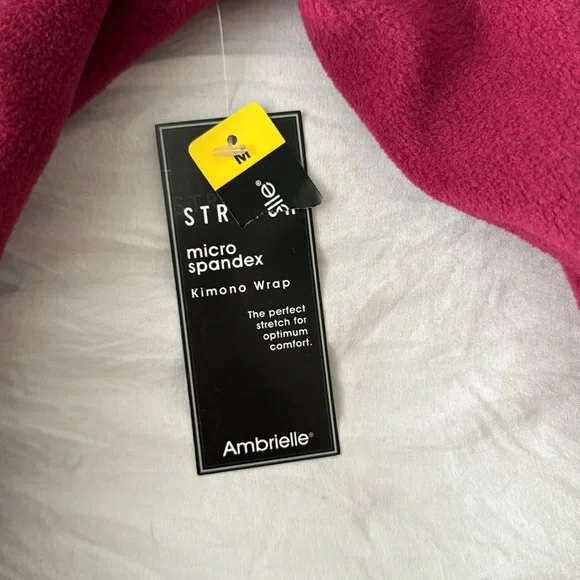 M
elle®
STR
micro
spandex
Kimono Wrap
The perfect
stretch for
optimum
comfort.
Ambrielle®